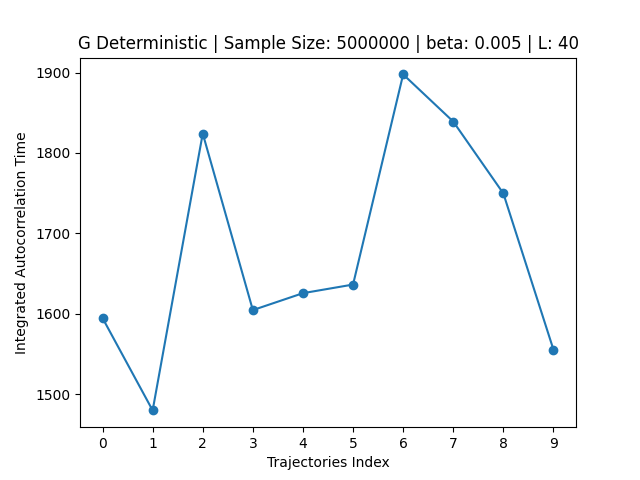 G Deterministic | Sample Size: 5000000 | beta: 0.005 | L: 40
1900
1800
1700
1600
1500
Integrated Autocorrelation Time
0 1 2 3 4 5 6 7 8 9
Trajectories Index